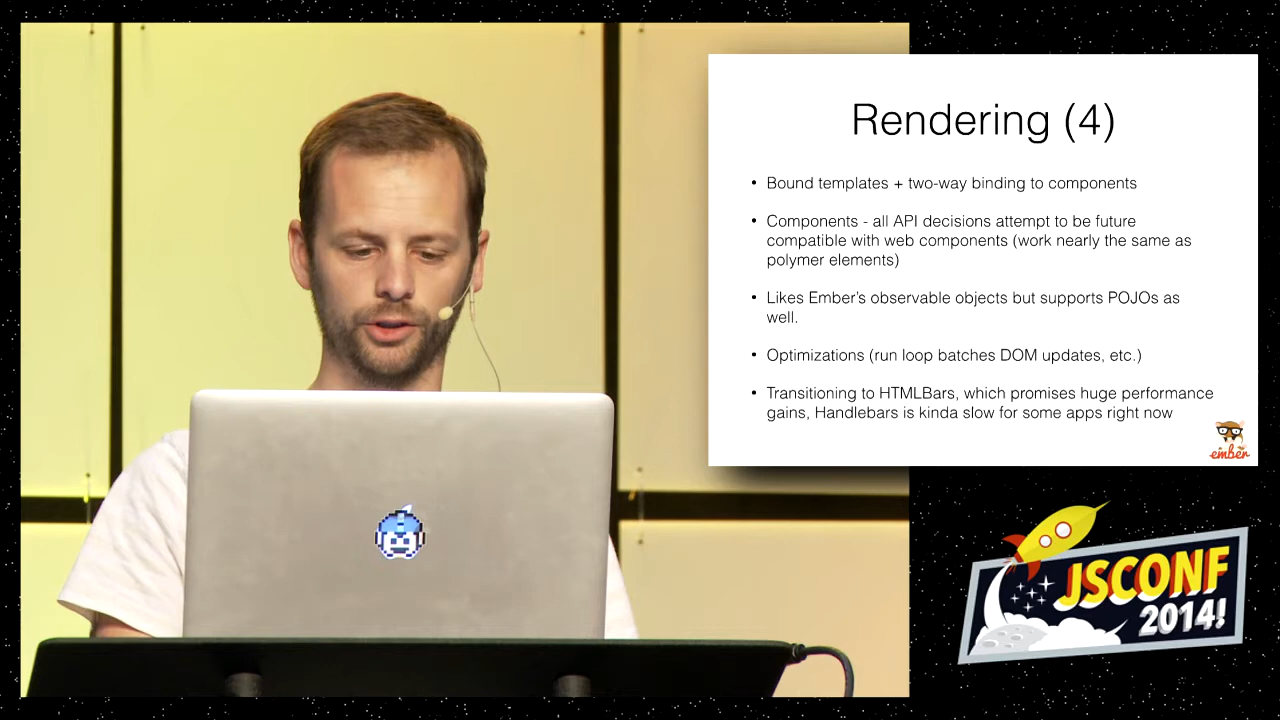 Rendering (4)
• Bound templates + two-way binding to components
• Components - all API decisions attempt to be future
compatible with web components (work nearly the same as
polymer elements)
• Likes Ember's observable objects but supports POJOs as
well.
• Optimizations (run loop batches DOM updates, etc.)
• Transitioning to HTMLBars, which promises huge performance
gains, Handlebars is kinda slow for some apps right now
ember
JSCONF
2014!